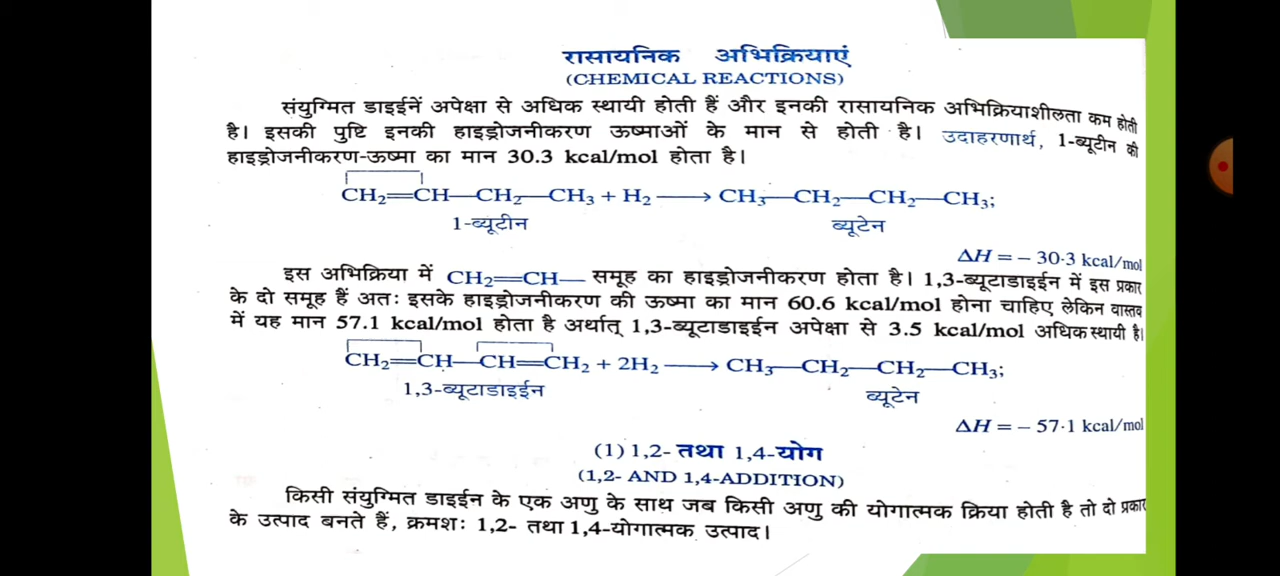 रासायनिक अभिक्रियाएं
(CHEMICAL REACTIONS)
संयुग्मित डाइईनें अपेक्षा से अधिक स्थायी होती हैं और इनकी रासायनिक अभिक्रियाशीलता कम होती
है। इसकी पुष्टि इनकी हाइड्रोजनीकरण ऊष्माओं के मान से होती है। उदाहरणार्थ, 1-ब्यूटीन की
हाइड्रोजनीकरण-ऊष्मा का मान 30.3 kcal/mol होता है।
CH₂═CH—CH₂—CH₃ + H₂ ⟶ CH₃—CH₂—CH₂—CH₃;
1-ब्यूटीन ब्यूटेन
ΔH = – 30·3 kcal/mol
इस अभिक्रिया में CH₂═CH— समूह का हाइड्रोजनीकरण होता है। 1,3-ब्यूटाडाइईन में इस प्रकार
के दो समूह हैं अतः इसके हाइड्रोजनीकरण की ऊष्मा का मान 60.6 kcal/mol होना चाहिए लेकिन वास्तव
में यह मान 57.1 kcal/mol होता है अर्थात् 1,3-ब्यूटाडाइईन अपेक्षा से 3.5 kcal/mol अधिक स्थायी है।
CH₂═CH—CH═CH₂ + 2H₂ ⟶ CH₃—CH₂—CH₂—CH₃;
1,3-ब्यूटाडाइईन ब्यूटेन
ΔH = – 57·1 kcal/mol
(1) 1,2- तथा 1,4-योग
(1,2- AND 1,4-ADDITION)
किसी संयुग्मित डाइईन के एक अणु के साथ जब किसी अणु की योगात्मक क्रिया होती है तो दो प्रकार
के उत्पाद बनते हैं, क्रमशः 1,2- तथा 1,4-योगात्मक उत्पाद।